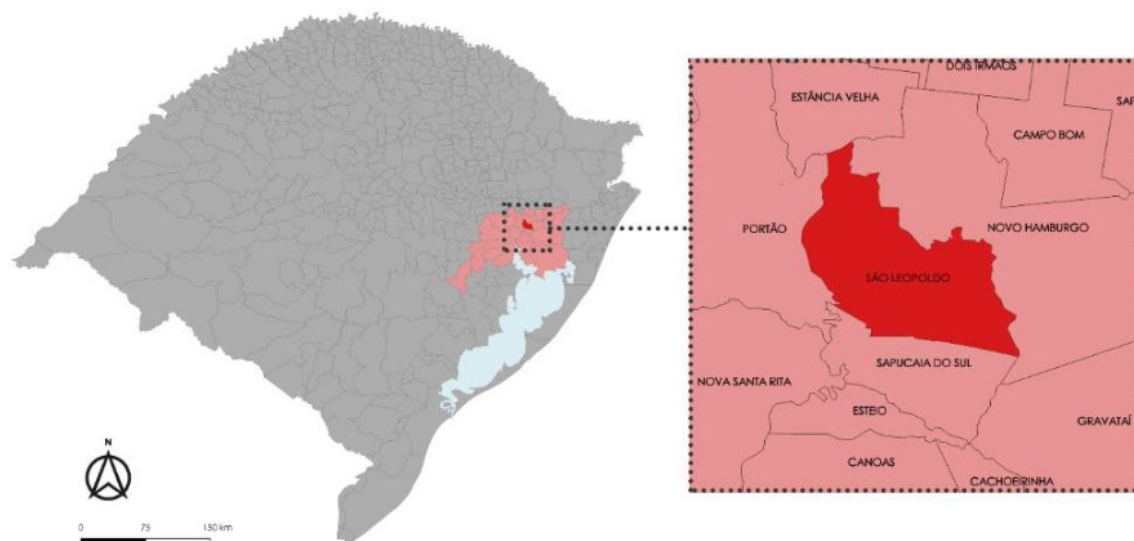 DOIS IRMÃOS
ESTÂNCIA VELHA
SAP
CAMPO BOM
PORTÃO
NOVO HAMBURGO
SÃO LEOPOLDO
SAPUCAIA DO SUL
NOVA SANTA RITA
ESTEIO
GRAVATAÍ
CANOAS
CACHOEIRINHA
N
0 75 150 km